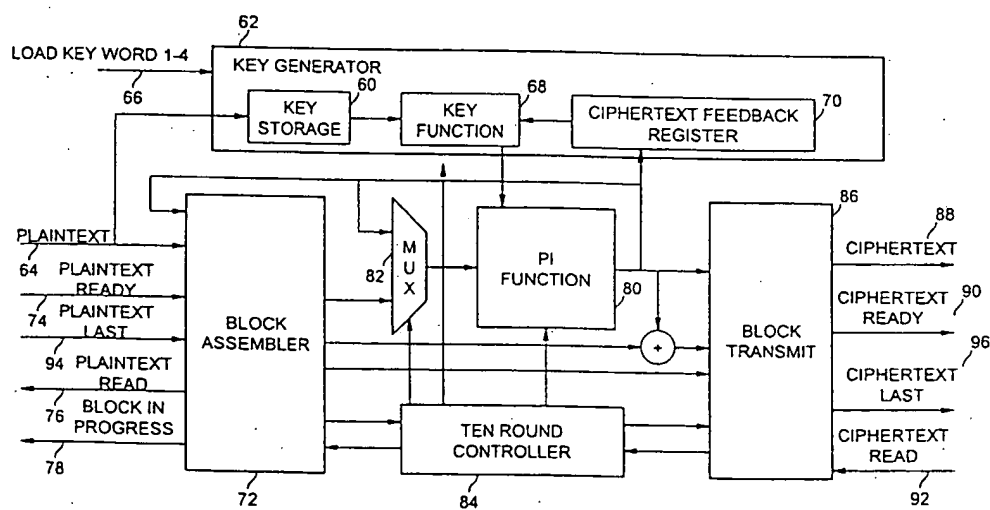 62
LOAD KEY WORD 1-4
66
KEY GENERATOR
60
KEY
STORAGE
68
KEY
FUNCTION
70
CIPHERTEXT FEEDBACK
REGISTER
PLAINTEXT
64
PLAINTEXT
READY
74
PLAINTEXT
LAST
94
PLAINTEXT
READ
76
BLOCK IN
PROGRESS
78
BLOCK
ASSEMBLER
72
82
MUX
PI
FUNCTION
80
+
TEN ROUND
CONTROLLER
84
86
BLOCK
TRANSMIT
88
CIPHERTEXT
CIPHERTEXT
READY
90
CIPHERTEXT
LAST
96
CIPHERTEXT
READ
92